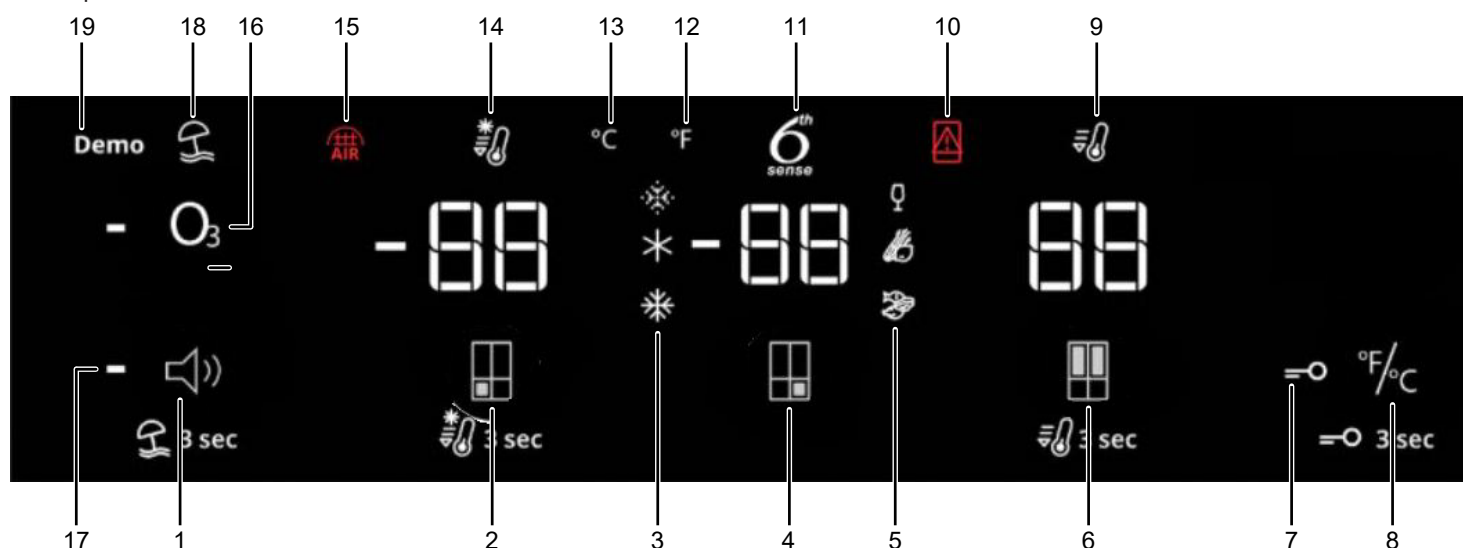 19 18 16 15 14 13 12 11 10 9
Demo AIR °C °F 6th sense
- O3 -88 -88 88
-
3 sec 3 sec 3 sec °F/°C
3 sec
17 1 2 3 4 5 6 7 8